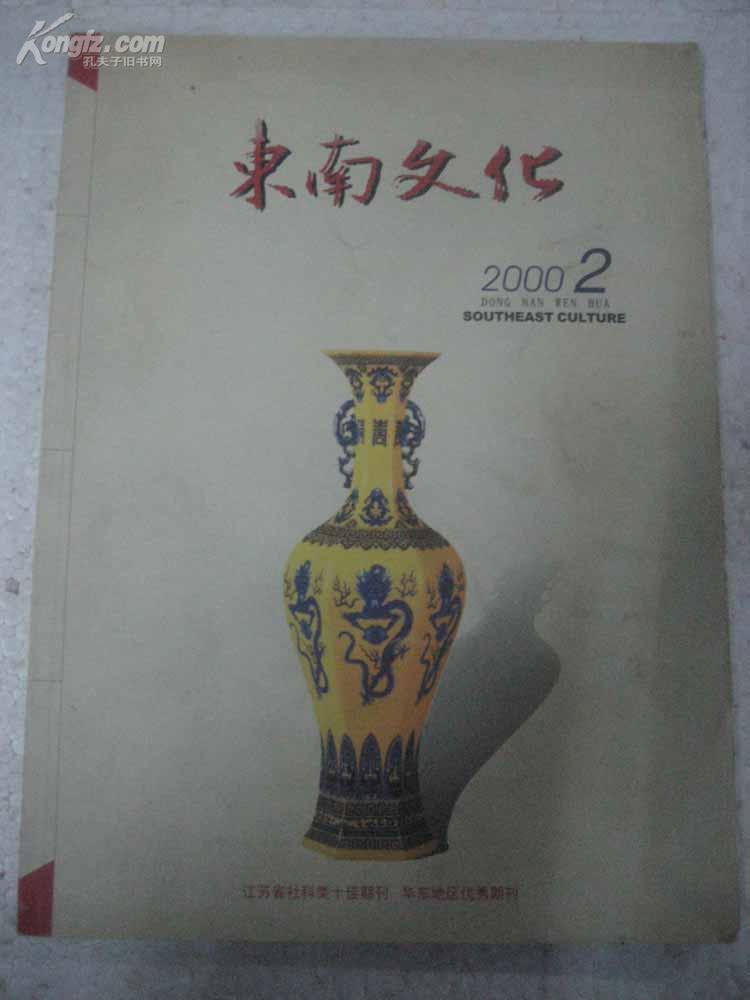 Kongfz.com
孔夫子旧书网
東南文化
2000 2
DONG NAN WEN HUA
SOUTHEAST CULTURE
江苏省社科类十佳期刊 华东地区优秀期刊